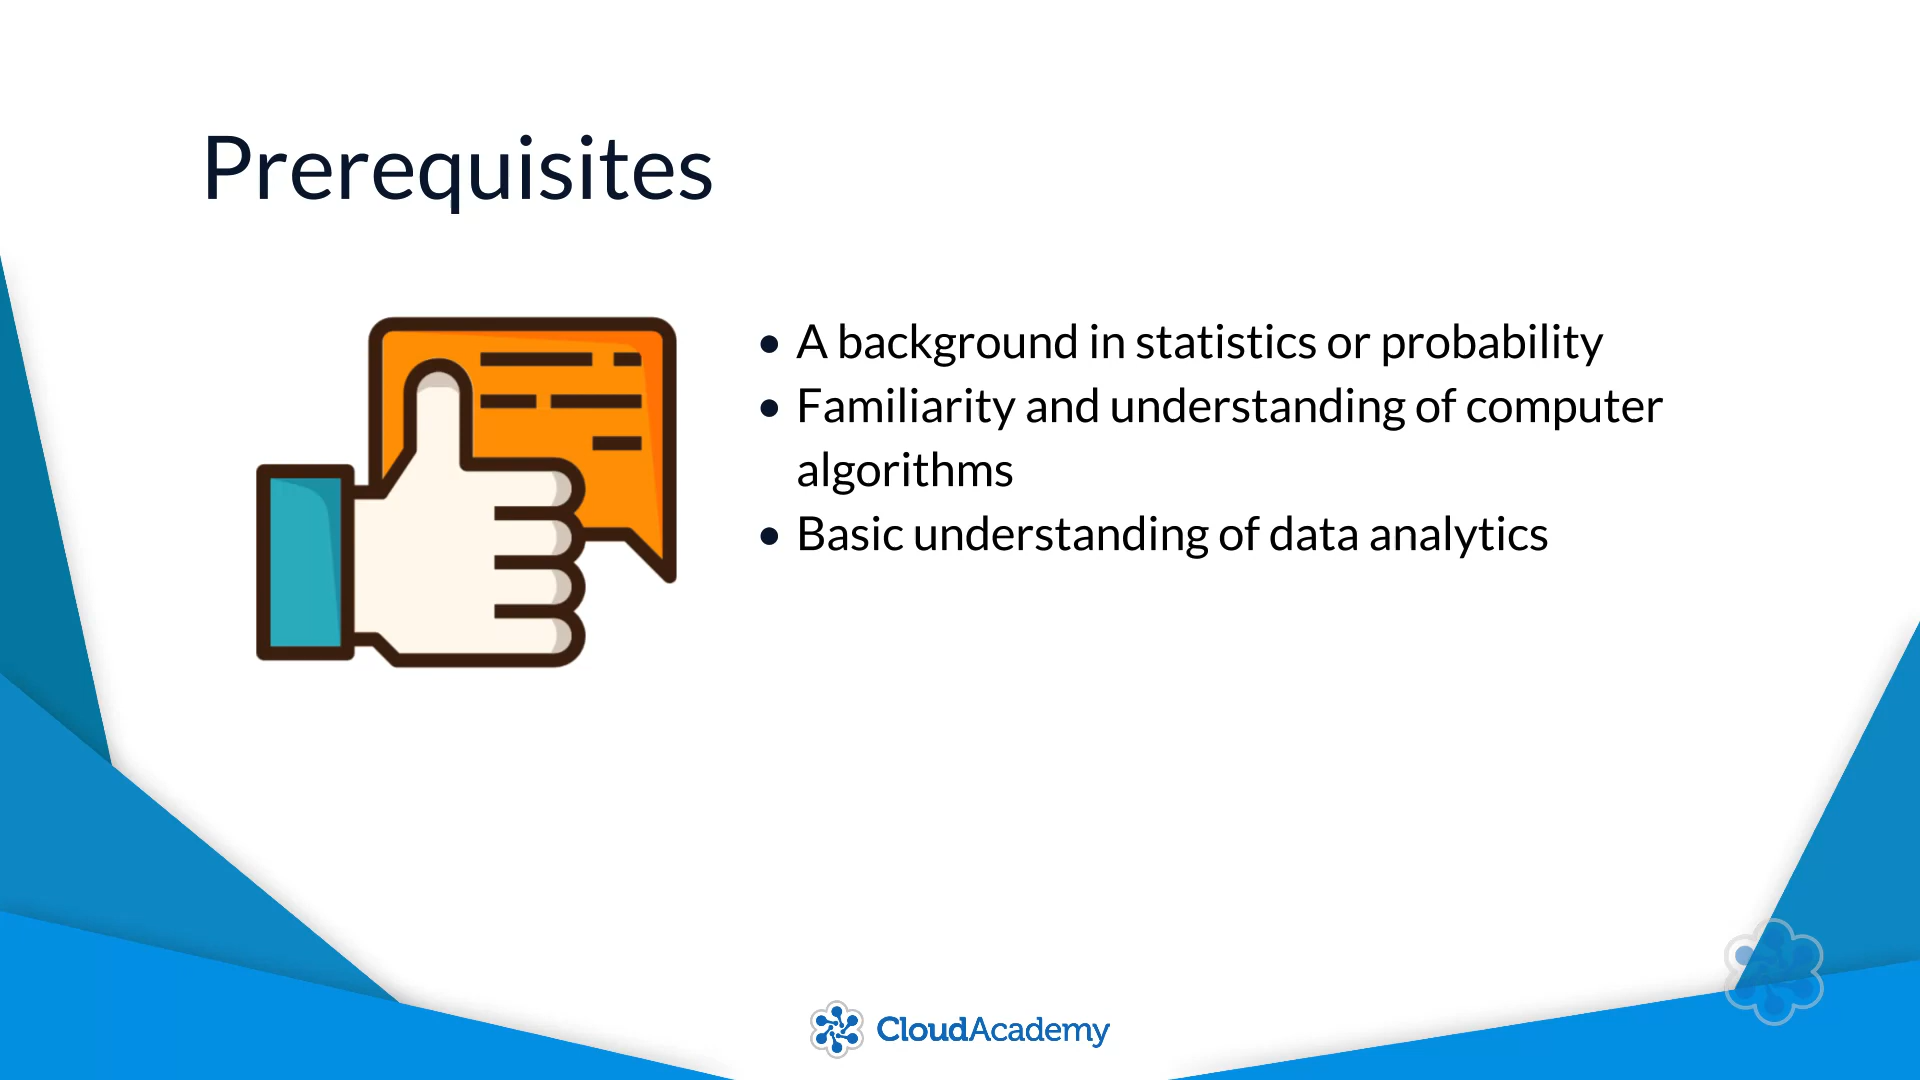 Prerequisites
• A background in statistics or probability
• Familiarity and understanding of computer
algorithms
• Basic understanding of data analytics
CloudAcademy